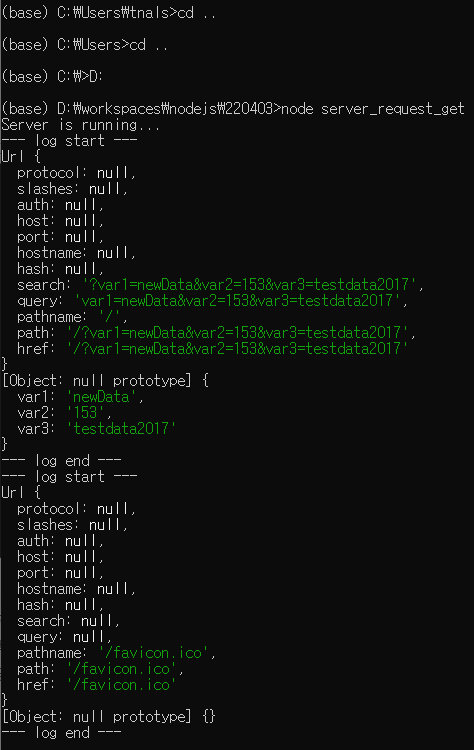 (base) C:₩Users₩tnals>cd ..
(base) C:₩Users>cd ..
(base) C:₩>D:
(base) D:₩workspaces₩nodejs₩220403>node server_request_get
Server is running...
--- log start ---
Url {
  protocol: null,
  slashes: null,
  auth: null,
  host: null,
  port: null,
  hostname: null,
  hash: null,
  search: '?var1=newData&var2=153&var3=testdata2017',
  query: 'var1=newData&var2=153&var3=testdata2017',
  pathname: '/',
  path: '/?var1=newData&var2=153&var3=testdata2017',
  href: '/?var1=newData&var2=153&var3=testdata2017'
}
[Object: null prototype] {
  var1: 'newData',
  var2: '153',
  var3: 'testdata2017'
}
--- log end ---
--- log start ---
Url {
  protocol: null,
  slashes: null,
  auth: null,
  host: null,
  port: null,
  hostname: null,
  hash: null,
  search: null,
  query: null,
  pathname: '/favicon.ico',
  path: '/favicon.ico',
  href: '/favicon.ico'
}
[Object: null prototype] {}
--- log end ---